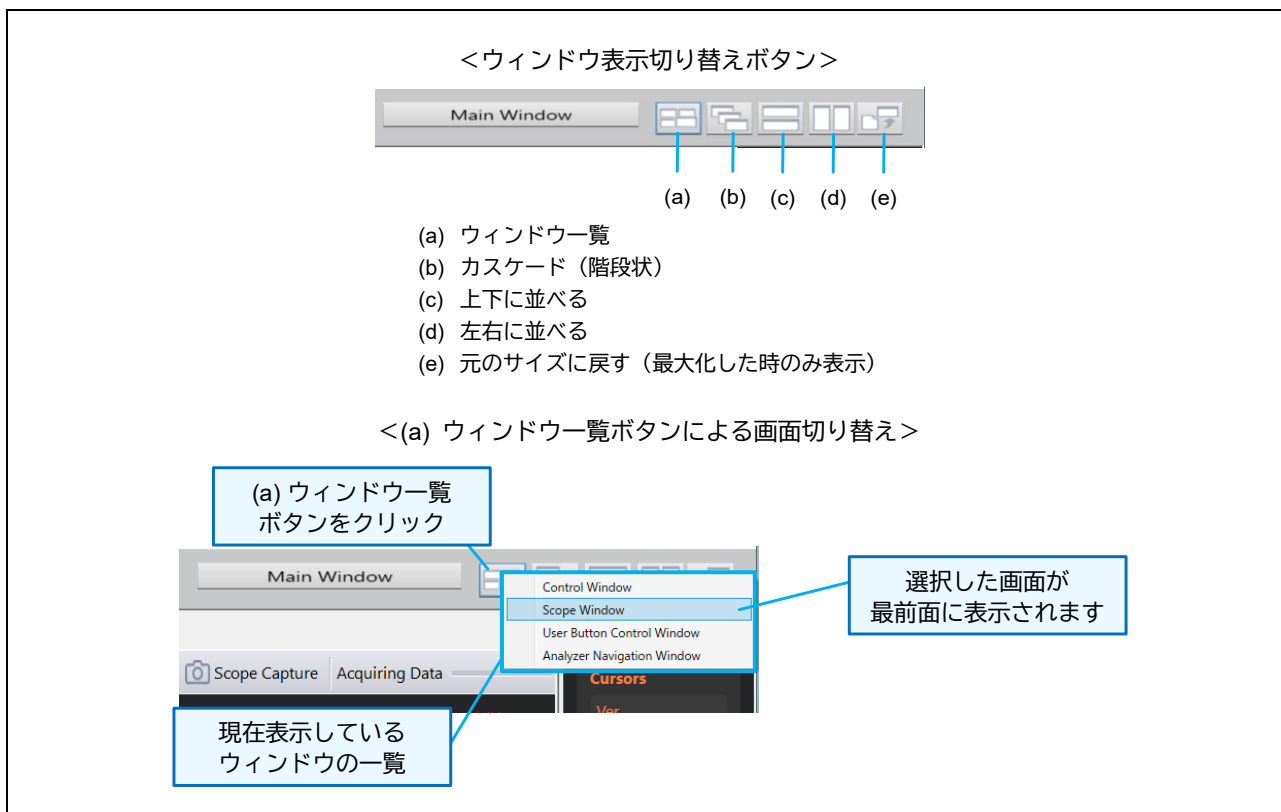 ＜ウィンドウ表示切り替えボタン＞
Main Window
(a) (b) (c) (d) (e)
(a) ウィンドウ一覧
(b) カスケード（階段状）
(c) 上下に並べる
(d) 左右に並べる
(e) 元のサイズに戻す（最大化した時のみ表示）
＜(a) ウィンドウ一覧ボタンによる画面切り替え＞
(a) ウィンドウ一覧
ボタンをクリック
Main Window
Control Window
Scope Window
User Button Control Window
Analyzer Navigation Window
選択した画面が
最前面に表示されます
Scope Capture Acquiring Data
Cursors
Ver
現在表示している
ウィンドウの一覧